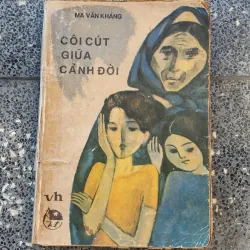 MA VĂN KHÁNG
CÔI CÚT
GIỮA
CẢNH ĐỜI
vh